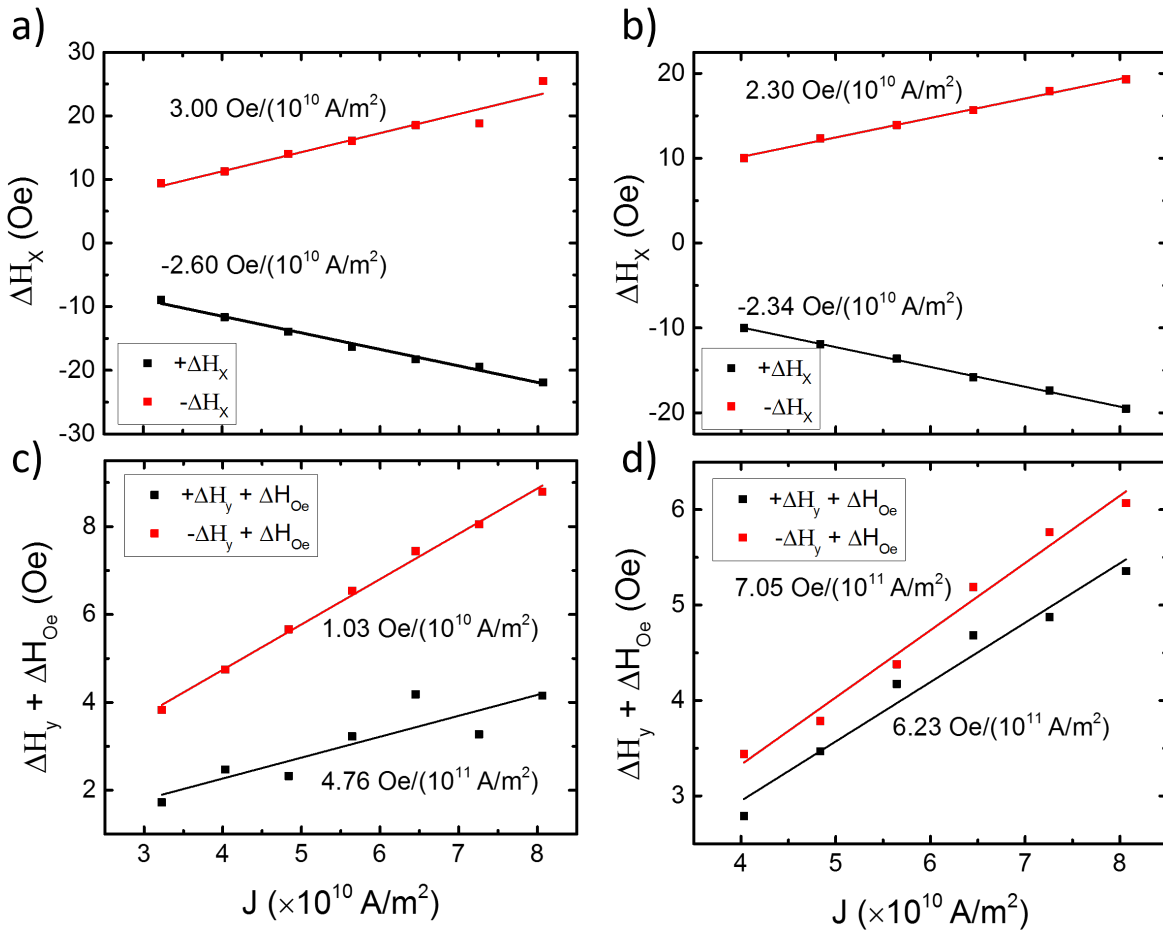 a)
30
20
10
0
-10
-20
-30
ΔH_X (Oe)
3.00 Oe/(10^10 A/m^2)
-2.60 Oe/(10^10 A/m^2)
+ΔH_X
-ΔH_X
b)
20
10
0
-10
-20
ΔH_X (Oe)
2.30 Oe/(10^10 A/m^2)
-2.34 Oe/(10^10 A/m^2)
+ΔH_X
-ΔH_X
c)
8
6
4
2
ΔH_y + ΔH_Oe (Oe)
+ΔH_y + ΔH_Oe
-ΔH_y + ΔH_Oe
1.03 Oe/(10^10 A/m^2)
4.76 Oe/(10^11 A/m^2)
3 4 5 6 7 8
J (×10^10 A/m^2)
d)
6
5
4
3
ΔH_y + ΔH_Oe (Oe)
+ΔH_y + ΔH_Oe
-ΔH_y + ΔH_Oe
7.05 Oe/(10^11 A/m^2)
6.23 Oe/(10^11 A/m^2)
4 5 6 7 8
J (×10^10 A/m^2)